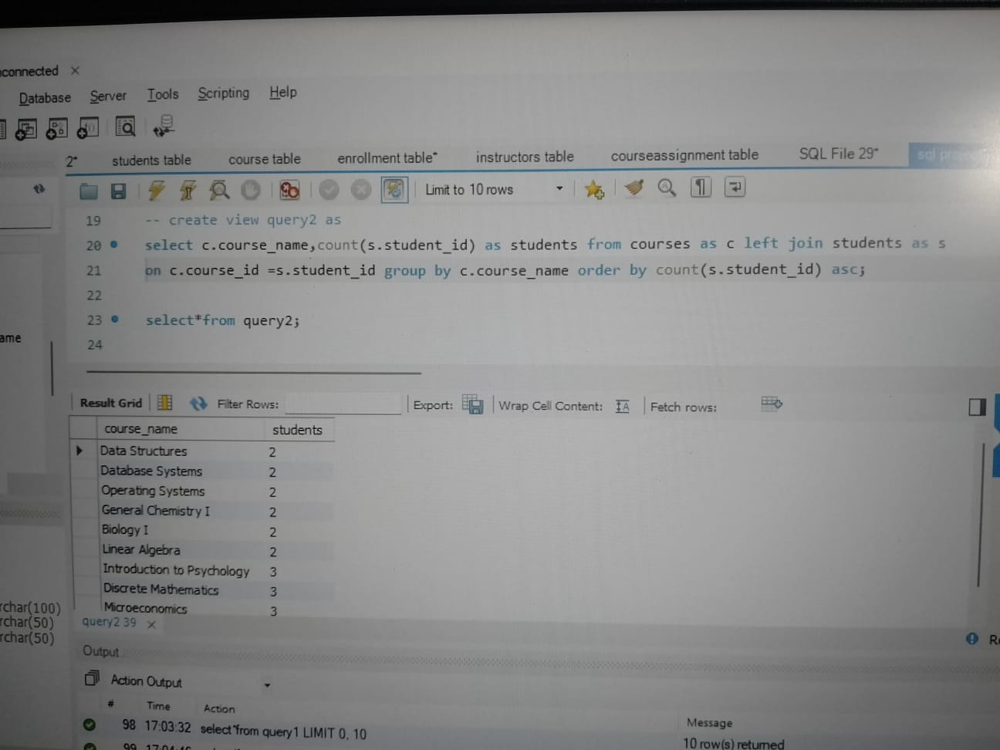 connected ×
Database Server Tools Scripting Help
2* students table course table enrollment table* instructors table courseassignment table SQL File 29* sql
Limit to 10 rows
19 -- create view query2 as
20 select c.course_name,count(s.student_id) as students from courses as c left join students as s
21 on c.course_id =s.student_id group by c.course_name order by count(s.student_id) asc;
22
23 select*from query2;
24
ame
Result Grid Filter Rows: Export: Wrap Cell Content: Fetch rows:
course_name students
Data Structures 2
Database Systems 2
Operating Systems 2
General Chemistry I 2
Biology I 2
Linear Algebra 2
Introduction to Psychology 3
Discrete Mathematics 3
Microeconomics 3
rchar(100)
rchar(50)
rchar(50)
query2 39 ×
Output
Action Output
# Time Action Message
98 17:03:32 select*from query1 LIMIT 0, 10 10 row(s) returned
99